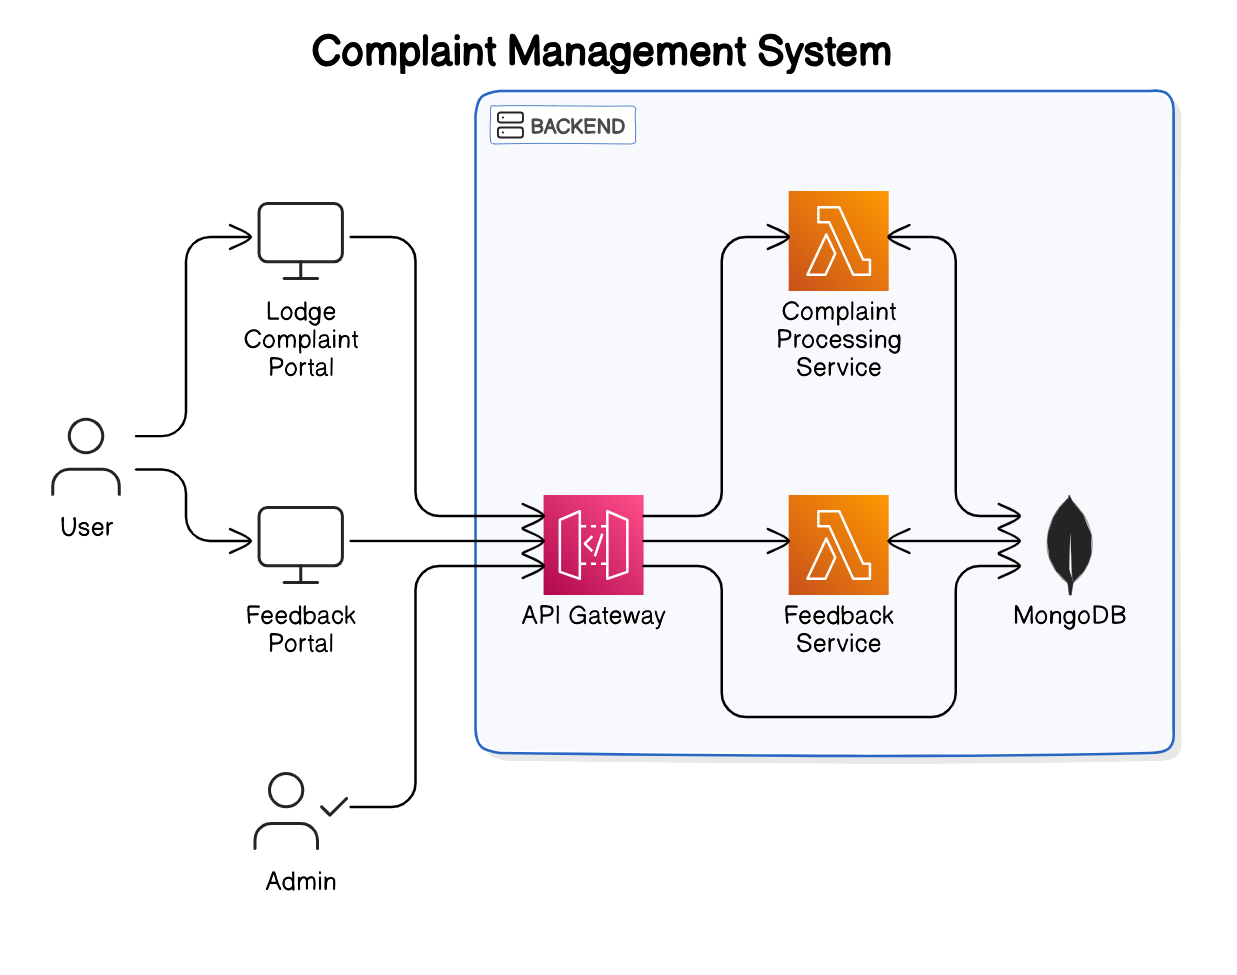 Complaint Management System
BACKEND
Lodge
Complaint
Portal
Complaint
Processing
Service
User
Feedback
Portal
API Gateway
Feedback
Service
MongoDB
Admin